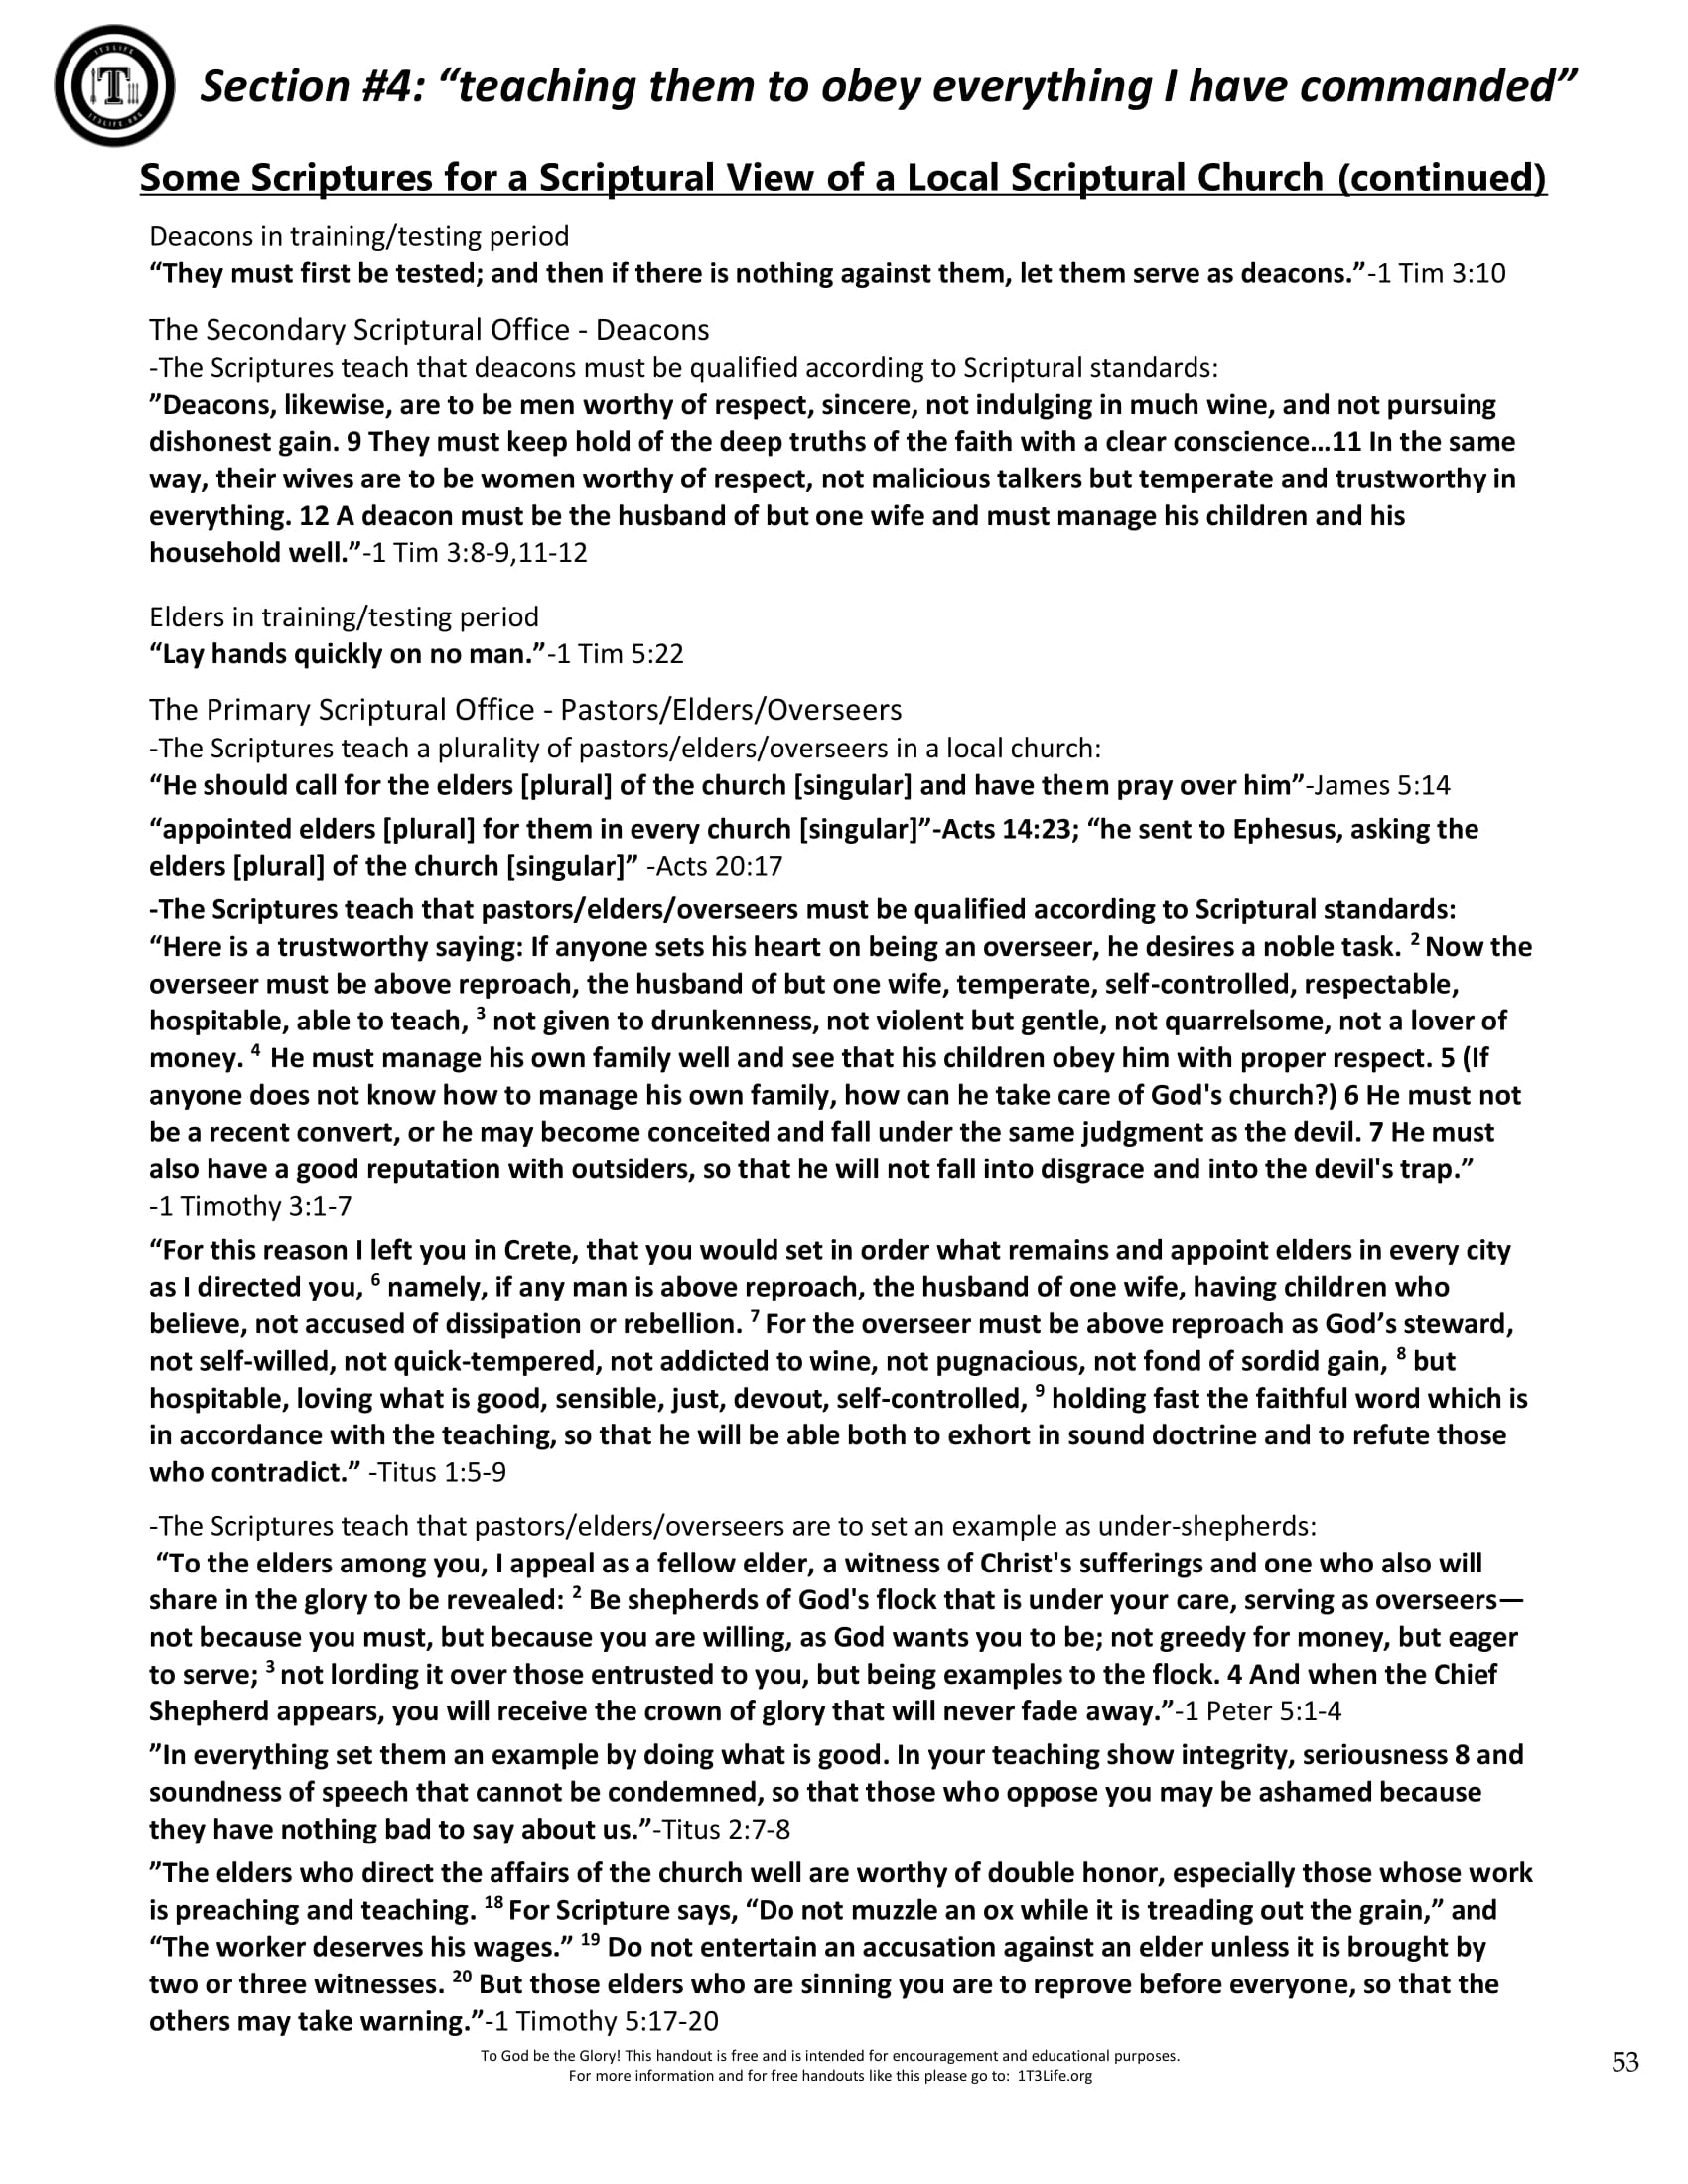 1T3LIFE
T
1T3LIFE.ORG
Section #4: “teaching them to obey everything I have commanded”
Some Scriptures for a Scriptural View of a Local Scriptural Church (continued)
Deacons in training/testing period
“They must first be tested; and then if there is nothing against them, let them serve as deacons.”-1 Tim 3:10
The Secondary Scriptural Office - Deacons
-The Scriptures teach that deacons must be qualified according to Scriptural standards:
”Deacons, likewise, are to be men worthy of respect, sincere, not indulging in much wine, and not pursuing
dishonest gain. 9 They must keep hold of the deep truths of the faith with a clear conscience…11 In the same
way, their wives are to be women worthy of respect, not malicious talkers but temperate and trustworthy in
everything. 12 A deacon must be the husband of but one wife and must manage his children and his
household well.”-1 Tim 3:8-9,11-12
Elders in training/testing period
“Lay hands quickly on no man.”-1 Tim 5:22
The Primary Scriptural Office - Pastors/Elders/Overseers
-The Scriptures teach a plurality of pastors/elders/overseers in a local church:
“He should call for the elders [plural] of the church [singular] and have them pray over him”-James 5:14
“appointed elders [plural] for them in every church [singular]”-Acts 14:23; “he sent to Ephesus, asking the
elders [plural] of the church [singular]” -Acts 20:17
-The Scriptures teach that pastors/elders/overseers must be qualified according to Scriptural standards:
“Here is a trustworthy saying: If anyone sets his heart on being an overseer, he desires a noble task. 2 Now the
overseer must be above reproach, the husband of but one wife, temperate, self-controlled, respectable,
hospitable, able to teach, 3 not given to drunkenness, not violent but gentle, not quarrelsome, not a lover of
money. 4 He must manage his own family well and see that his children obey him with proper respect. 5 (If
anyone does not know how to manage his own family, how can he take care of God's church?) 6 He must not
be a recent convert, or he may become conceited and fall under the same judgment as the devil. 7 He must
also have a good reputation with outsiders, so that he will not fall into disgrace and into the devil's trap.”
-1 Timothy 3:1-7
“For this reason I left you in Crete, that you would set in order what remains and appoint elders in every city
as I directed you, 6 namely, if any man is above reproach, the husband of one wife, having children who
believe, not accused of dissipation or rebellion. 7 For the overseer must be above reproach as God’s steward,
not self-willed, not quick-tempered, not addicted to wine, not pugnacious, not fond of sordid gain, 8 but
hospitable, loving what is good, sensible, just, devout, self-controlled, 9 holding fast the faithful word which is
in accordance with the teaching, so that he will be able both to exhort in sound doctrine and to refute those
who contradict.” -Titus 1:5-9
-The Scriptures teach that pastors/elders/overseers are to set an example as under-shepherds:
“To the elders among you, I appeal as a fellow elder, a witness of Christ's sufferings and one who also will
share in the glory to be revealed: 2 Be shepherds of God's flock that is under your care, serving as overseers—
not because you must, but because you are willing, as God wants you to be; not greedy for money, but eager
to serve; 3 not lording it over those entrusted to you, but being examples to the flock. 4 And when the Chief
Shepherd appears, you will receive the crown of glory that will never fade away.”-1 Peter 5:1-4
”In everything set them an example by doing what is good. In your teaching show integrity, seriousness 8 and
soundness of speech that cannot be condemned, so that those who oppose you may be ashamed because
they have nothing bad to say about us.”-Titus 2:7-8
”The elders who direct the affairs of the church well are worthy of double honor, especially those whose work
is preaching and teaching. 18 For Scripture says, “Do not muzzle an ox while it is treading out the grain,” and
“The worker deserves his wages.” 19 Do not entertain an accusation against an elder unless it is brought by
two or three witnesses. 20 But those elders who are sinning you are to reprove before everyone, so that the
others may take warning.”-1 Timothy 5:17-20
To God be the Glory! This handout is free and is intended for encouragement and educational purposes.
For more information and for free handouts like this please go to: 1T3Life.org
53